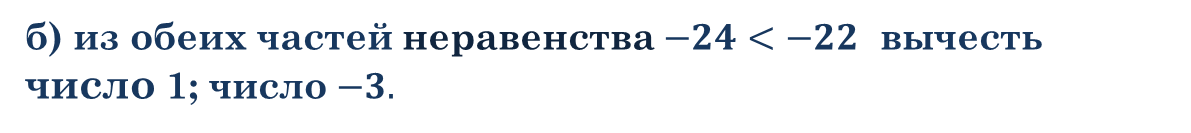 б) из обеих частей неравенства −24 < −22 вычесть
число 1; число −3.